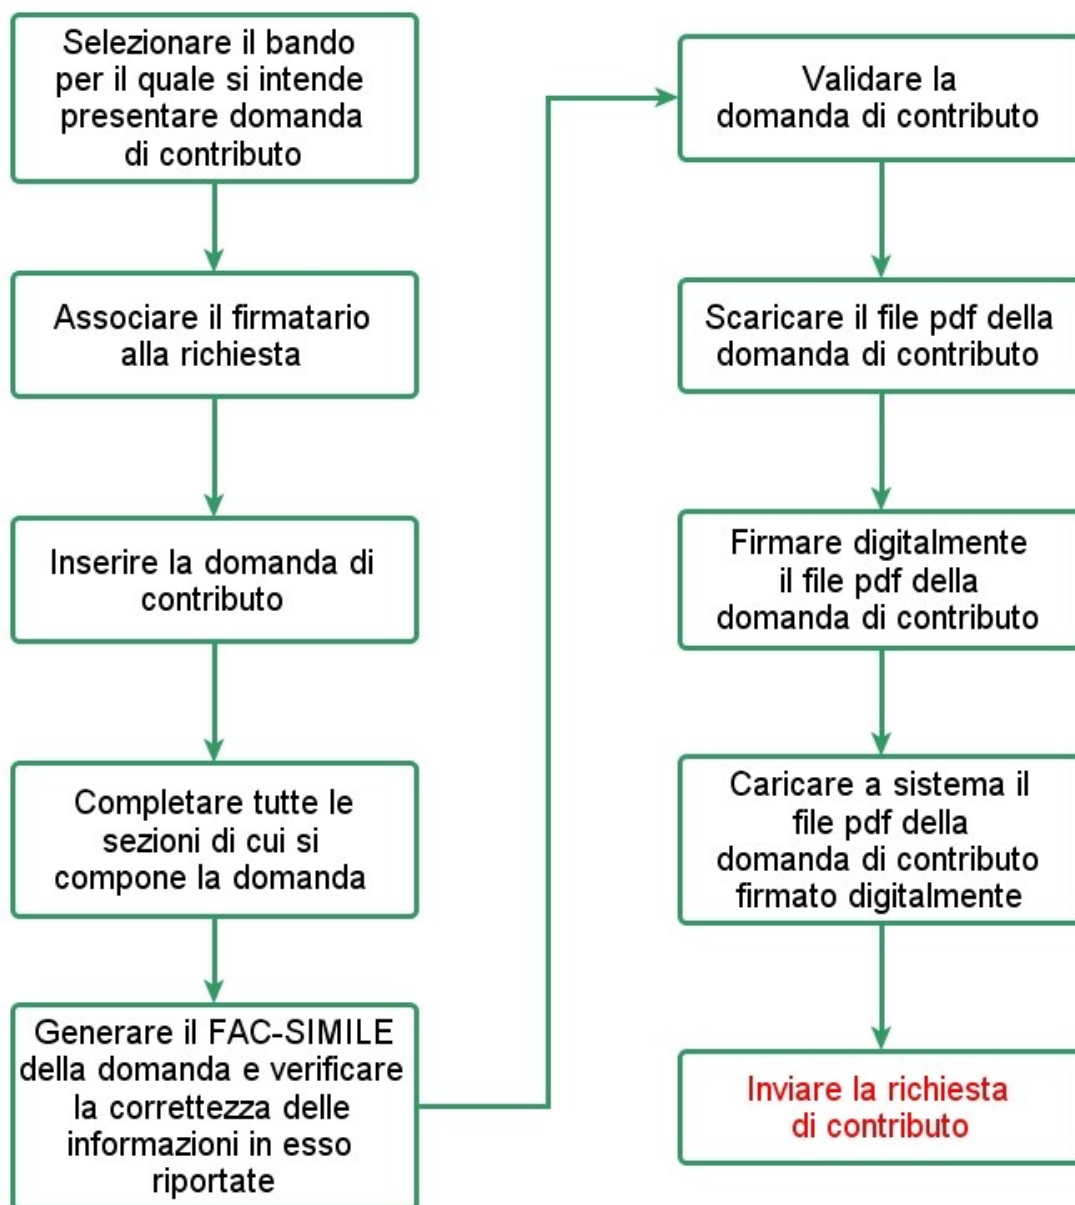 Selezionare il bando
per il quale si intende
presentare domanda
di contributo
Associare il firmatario
alla richiesta
Inserire la domanda di
contributo
Completare tutte le
sezioni di cui si
compone la domanda
Generare il FAC-SIMILE
della domanda e verificare
la correttezza delle
informazioni in esso
riportate
Validare la
domanda di contributo
Scaricare il file pdf della
domanda di contributo
Firmare digitalmente
il file pdf della
domanda di contributo
Caricare a sistema il
file pdf della
domanda di contributo
firmato digitalmente
Inviare la richiesta
di contributo